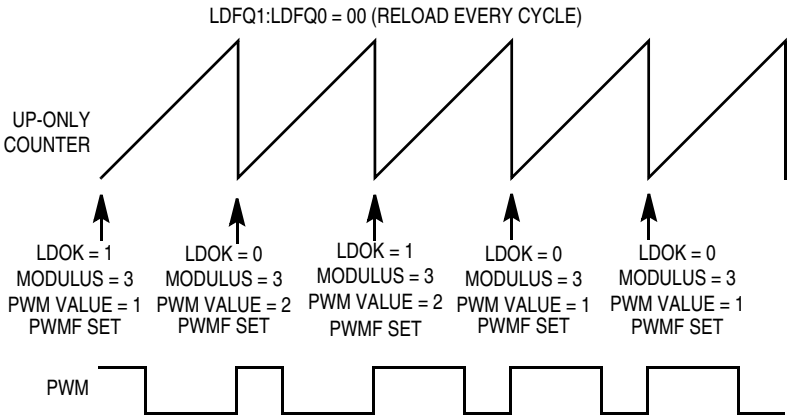 LDFQ1:LDFQ0 = 00 (RELOAD EVERY CYCLE)
UP-ONLY
COUNTER
LDOK = 1
MODULUS = 3
PWM VALUE = 1
PWMF SET
LDOK = 0
MODULUS = 3
PWM VALUE = 2
PWMF SET
LDOK = 1
MODULUS = 3
PWM VALUE = 2
PWMF SET
LDOK = 0
MODULUS = 3
PWM VALUE = 1
PWMF SET
LDOK = 0
MODULUS = 3
PWM VALUE = 1
PWMF SET
PWM